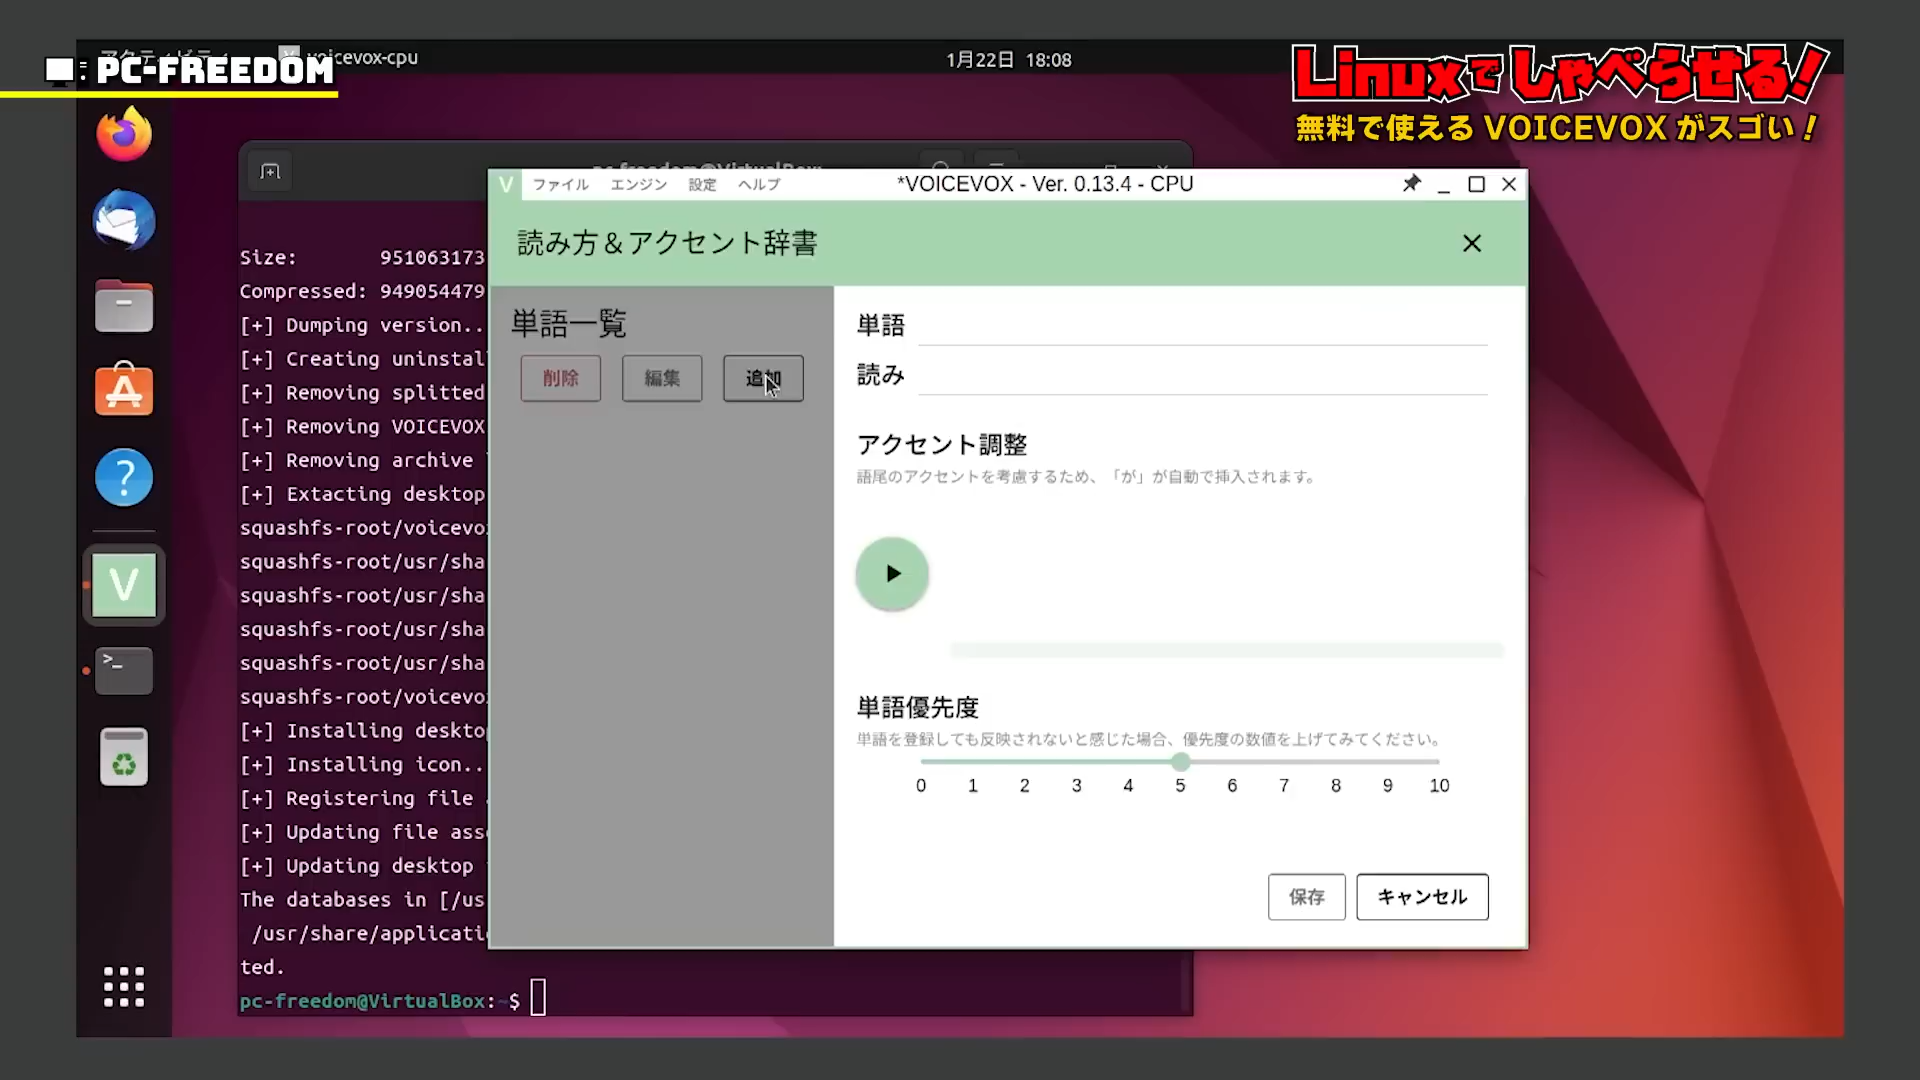 voicevox-cpu
1月22日 18:08
PC-FREEDOM
Linuxでしゃべらせる!
無料で使える VOICEVOX がスゴい!
ファイル エンジン 設定 ヘルプ
*VOICEVOX - Ver. 0.13.4 - CPU
読み方&アクセント辞書
単語一覧
削除 編集 追加
単語
読み
アクセント調整
語尾のアクセントを考慮するため、「が」が自動で挿入されます。
単語優先度
単語を登録しても反映されないと感じた場合、優先度の数値を上げてみてください。
0 1 2 3 4 5 6 7 8 9 10
保存 キャンセル
Size: 951063173
Compressed: 949054479
[+] Dumping version..
[+] Creating uninstal
[+] Removing splitted
[+] Removing VOICEVOX
[+] Removing archive
[+] Extacting desktop
squashfs-root/voicevo
squashfs-root/usr/sha
squashfs-root/usr/sha
squashfs-root/usr/sha
squashfs-root/usr/sha
squashfs-root/voicevo
[+] Installing deskto
[+] Installing icon..
[+] Registering file
[+] Updating file ass
[+] Updating desktop
The databases in [/us
/usr/share/applicati
ted.
pc-freedom@VirtualBox:~$